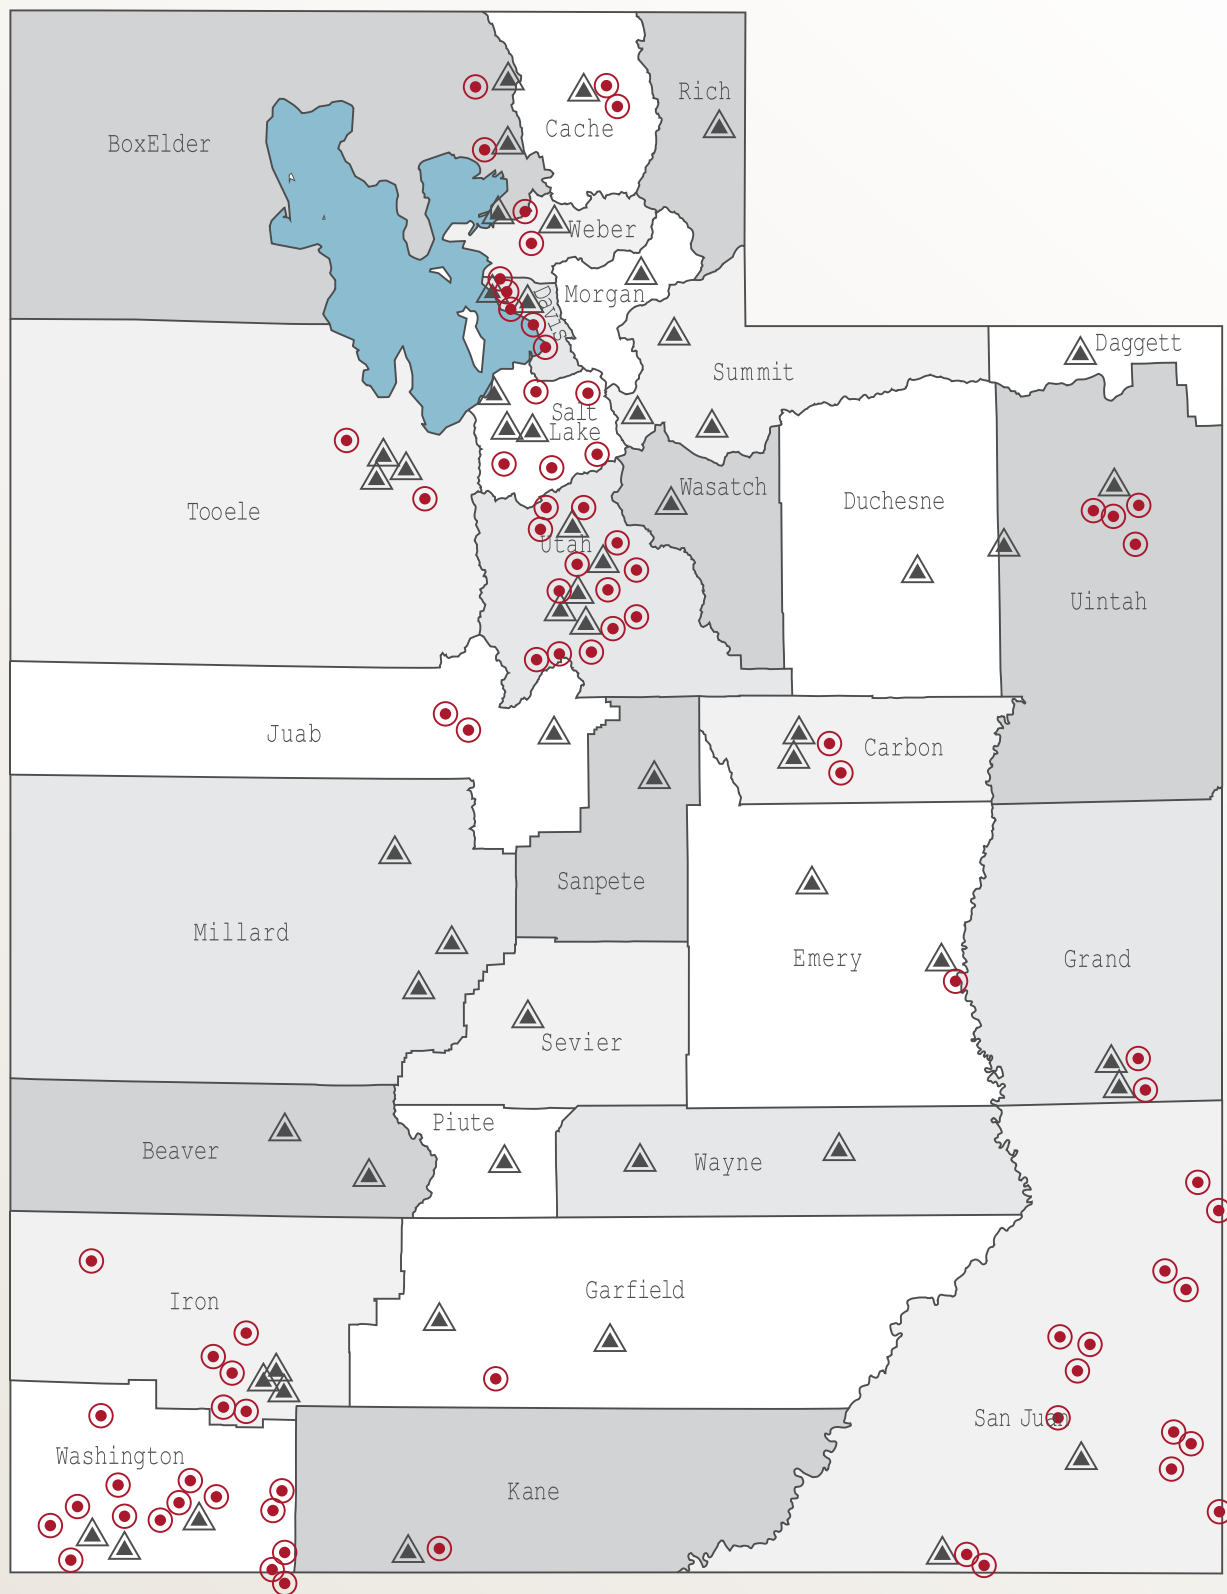 Rich
Cache
BoxElder
Weber
Morgan
Davis
Daggett
Summit
Salt
Lake
Wasatch
Duchesne
Tooele
Utah
Uintah
Juab
Carbon
Sanpete
Millard
Emery
Grand
Sevier
Piute
Beaver
Wayne
Garfield
Iron
San Juan
Washington
Kane